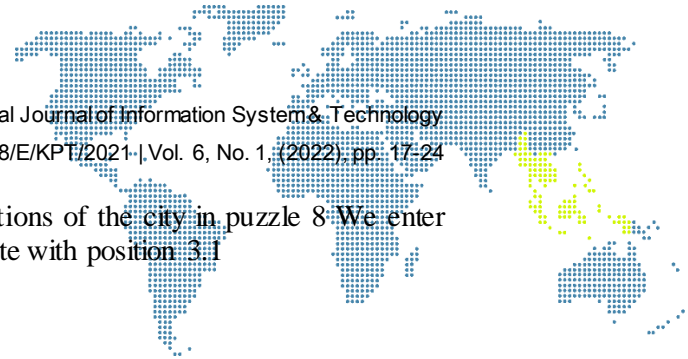 al Journal of Information System & Technology
8/E/KPT/2021 | Vol. 6, No. 1, (2022), pp. 17-24
tions of the city in puzzle 8 We enter
te with position 3.1